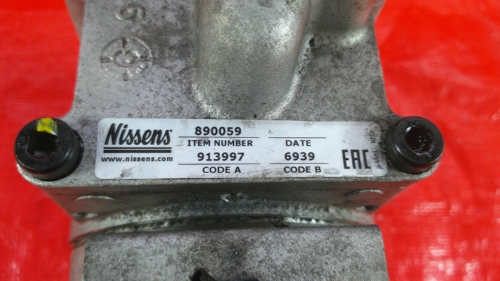 Nissens
www.nissens.com
890059
ITEM NUMBER DATE
913997 6939
CODE A CODE B
EAC